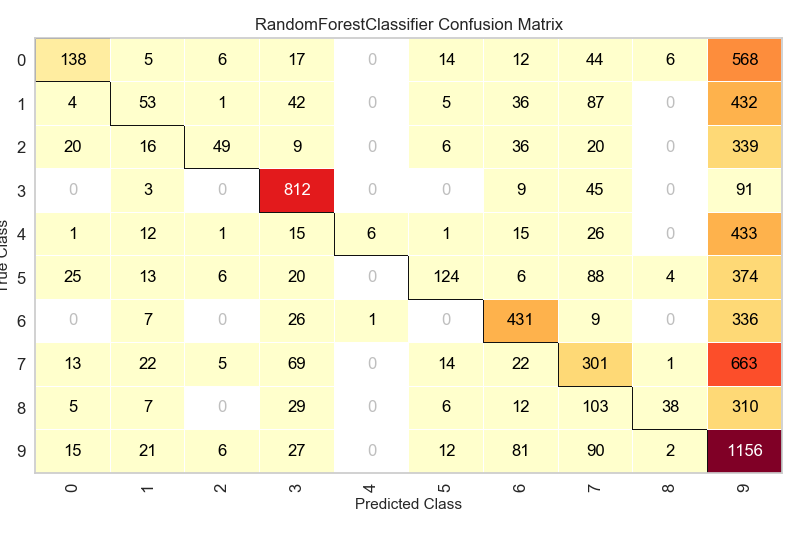 RandomForestClassifier Confusion Matrix
0 138 5 6 17 0 14 12 44 6 568
1 4 53 1 42 0 5 36 87 0 432
2 20 16 49 9 0 6 36 20 0 339
3 0 3 0 812 0 0 9 45 0 91
4 1 12 1 15 6 1 15 26 0 433
5 25 13 6 20 0 124 6 88 4 374
6 0 7 0 26 1 0 431 9 0 336
7 13 22 5 69 0 14 22 301 1 663
8 5 7 0 29 0 6 12 103 38 310
9 15 21 6 27 0 12 81 90 2 1156
True Class
0 1 2 3 4 5 6 7 8 9
Predicted Class